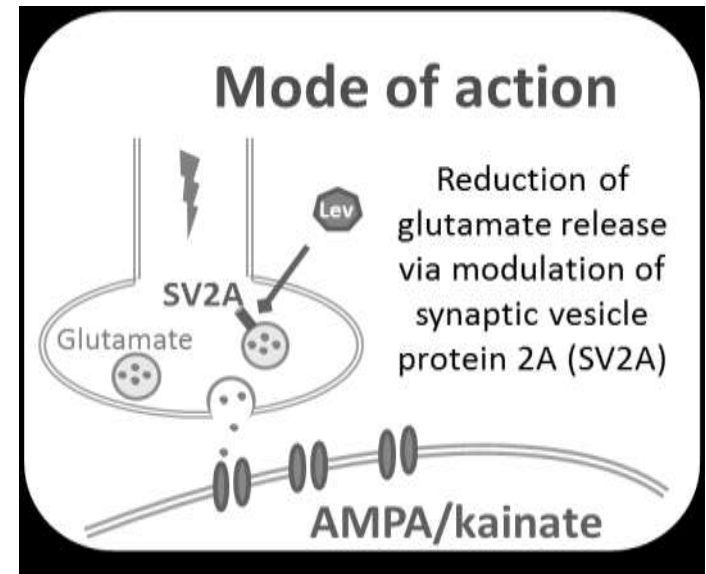 Mode of action
Reduction of
glutamate release
via modulation of
synaptic vesicle
protein 2A (SV2A)
Lev
SV2A
Glutamate
AMPA/kainate